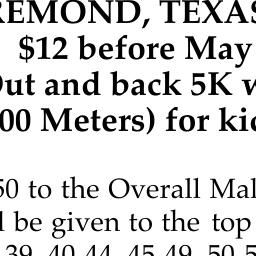 REMOND, TEXAS
$12 before May
Out and back 5K w
00 Meters) for kid
50 to the Overall Mal
l be given to the top
39, 40-44, 45-49, 50-5